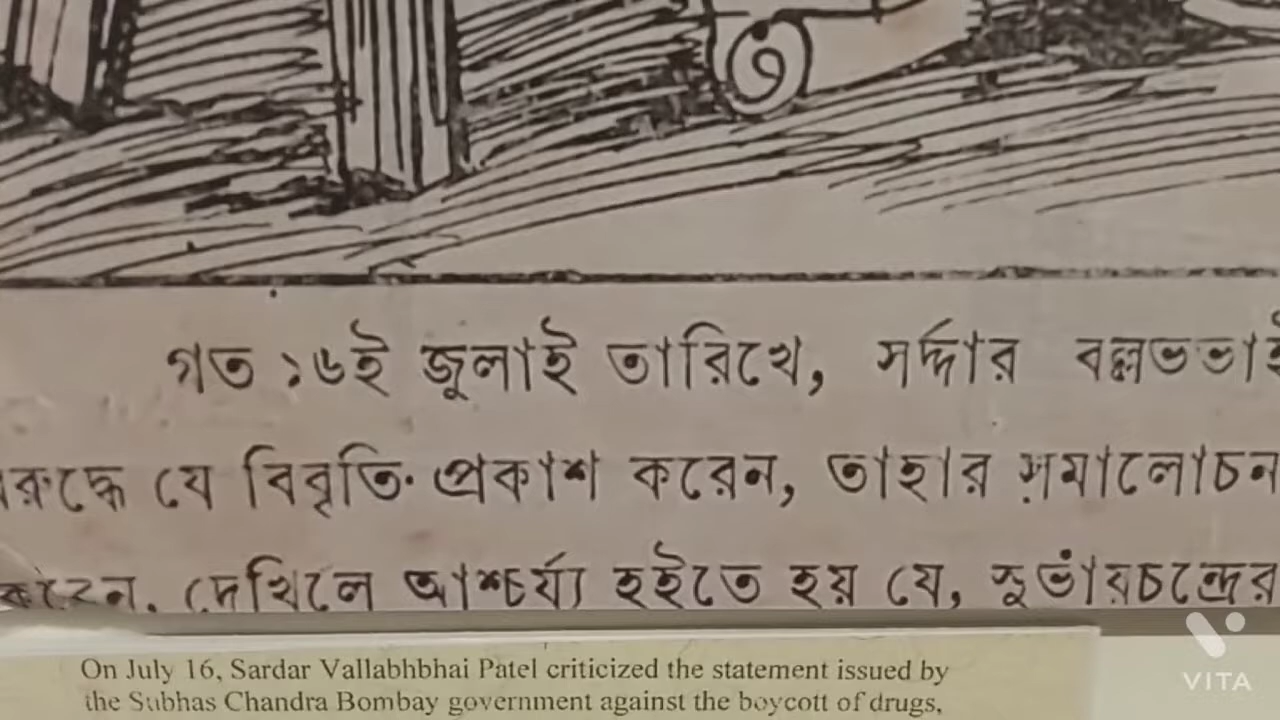 গত ১৬ই জুলাই তারিখে, সর্দ্দার বল্লভভাই
বিরুদ্ধে যে বিবৃতি প্রকাশ করেন, তাহার সমালোচন
করেন. দেখিলে আশ্চর্য্য হইতে হয় যে, সুভাষচন্দ্রের
On July 16, Sardar Vallabhbhai Patel criticized the statement issued by
the Subhas Chandra Bombay government against the boycott of drugs,
VITA